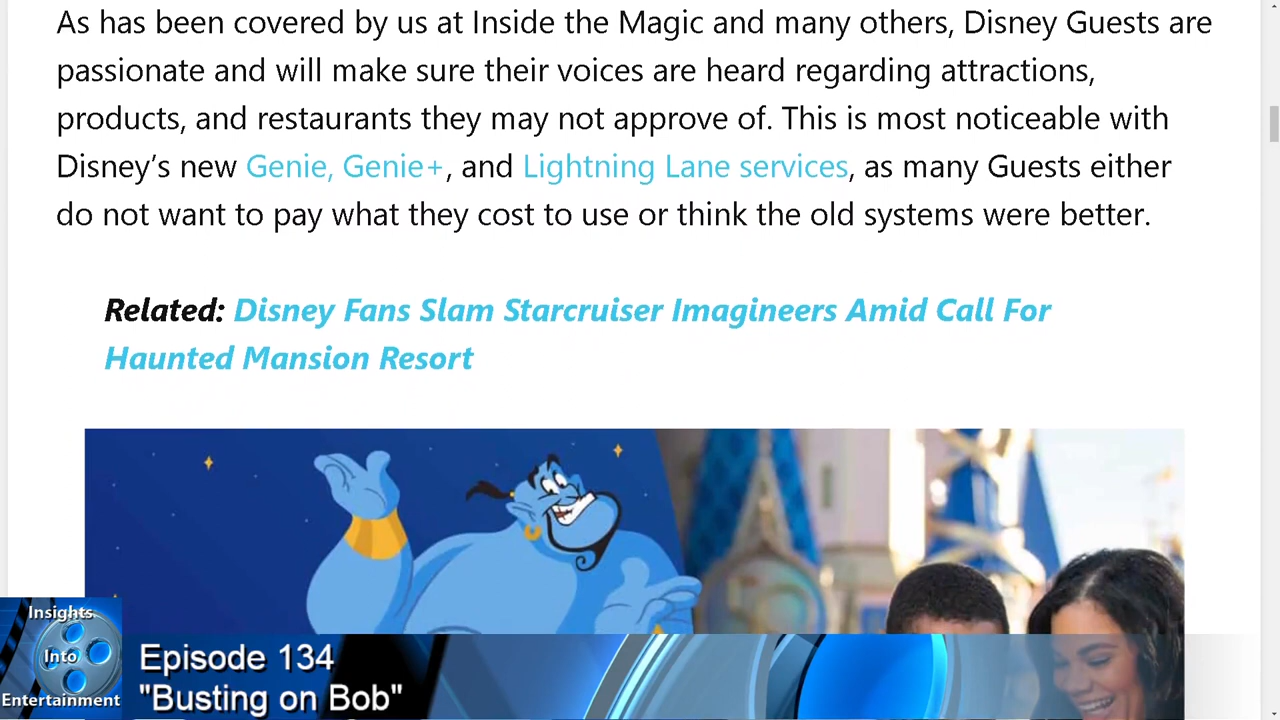 As has been covered by us at Inside the Magic and many others, Disney Guests are
passionate and will make sure their voices are heard regarding attractions,
products, and restaurants they may not approve of. This is most noticeable with
Disney’s new Genie, Genie+, and Lightning Lane services, as many Guests either
do not want to pay what they cost to use or think the old systems were better.
Related: Disney Fans Slam Starcruiser Imagineers Amid Call For
Haunted Mansion Resort
Insights
Into
Entertainment
Episode 134
"Busting on Bob"